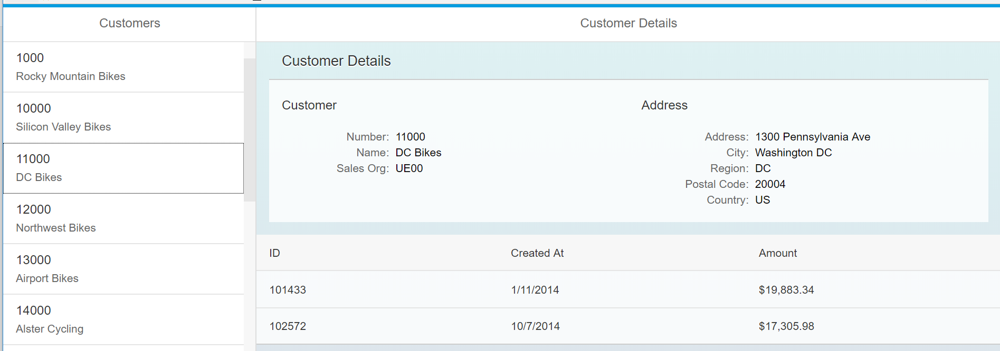 Customers
Customer Details
1000
Rocky Mountain Bikes
10000
Silicon Valley Bikes
11000
DC Bikes
12000
Northwest Bikes
13000
Airport Bikes
14000
Alster Cycling
Customer Details
Customer
Number: 11000
Name: DC Bikes
Sales Org: UE00
Address
Address: 1300 Pennsylvania Ave
City: Washington DC
Region: DC
Postal Code: 20004
Country: US
ID Created At Amount
101433 1/11/2014 $19,883.34
102572 10/7/2014 $17,305.98